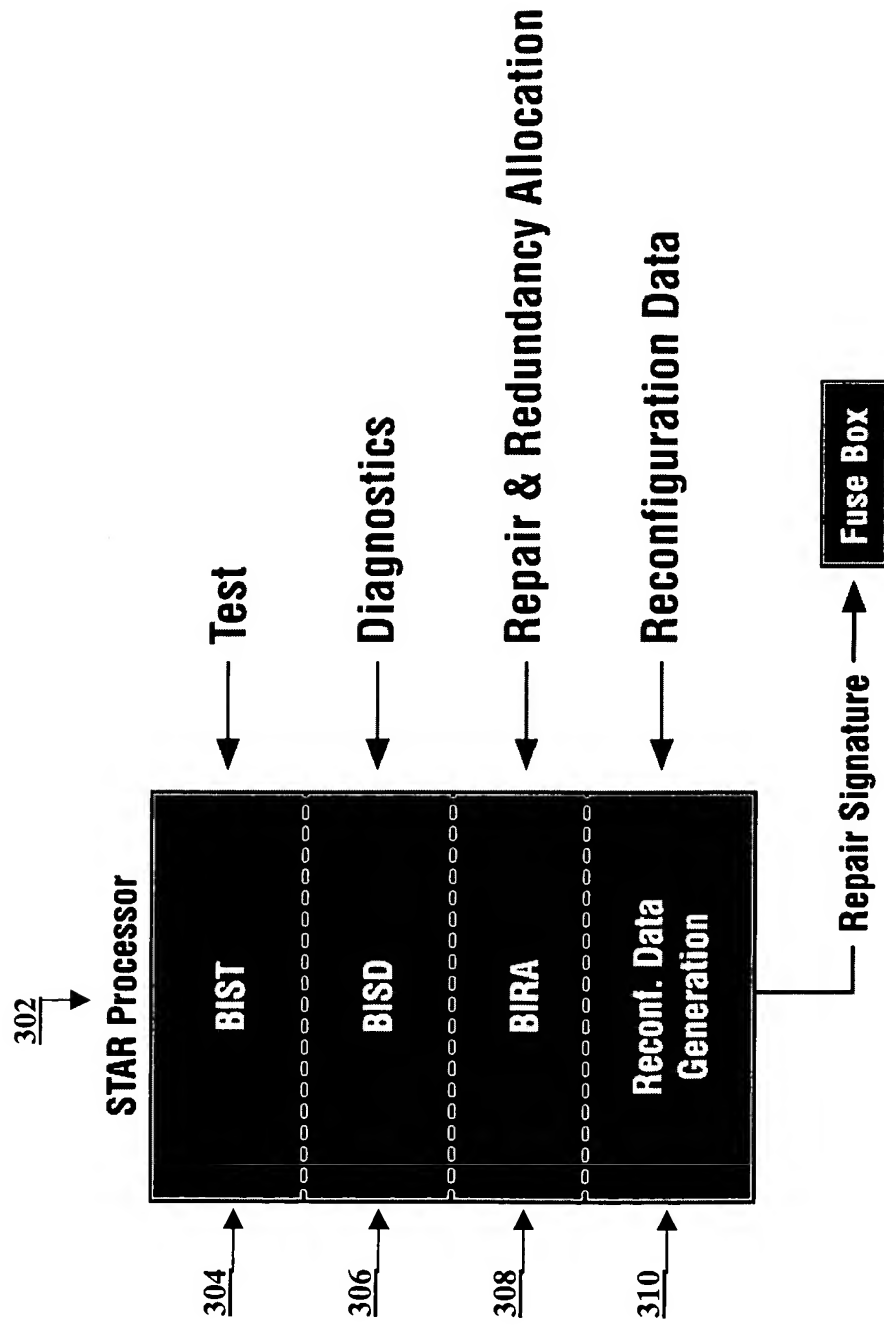 302
STAR Processor
304
BIST
Test
306
BISD
Diagnostics
308
BIRA
Repair & Redundancy Allocation
310
Reconf. Data
Generation
Reconfiguration Data
Repair Signature
Fuse Box